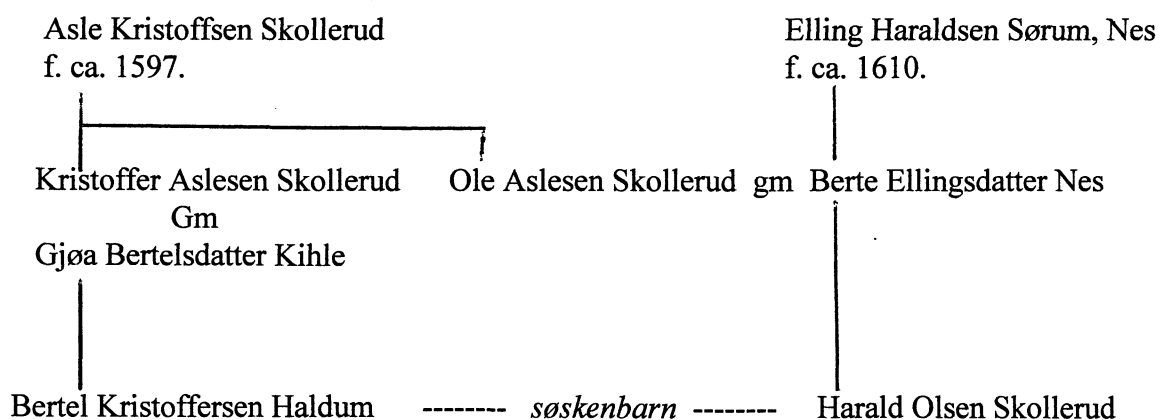 Asle Kristoffsen Skollerud
f. ca. 1597.
Elling Haraldsen Sørum, Nes
f. ca. 1610.
Kristoffer Aslesen Skollerud
Gm
Gjøa Bertelsdatter Kihle
Ole Aslesen Skollerud gm Berte Ellingsdatter Nes
Bertel Kristoffersen Haldum -------- søskenbarn -------- Harald Olsen Skollerud